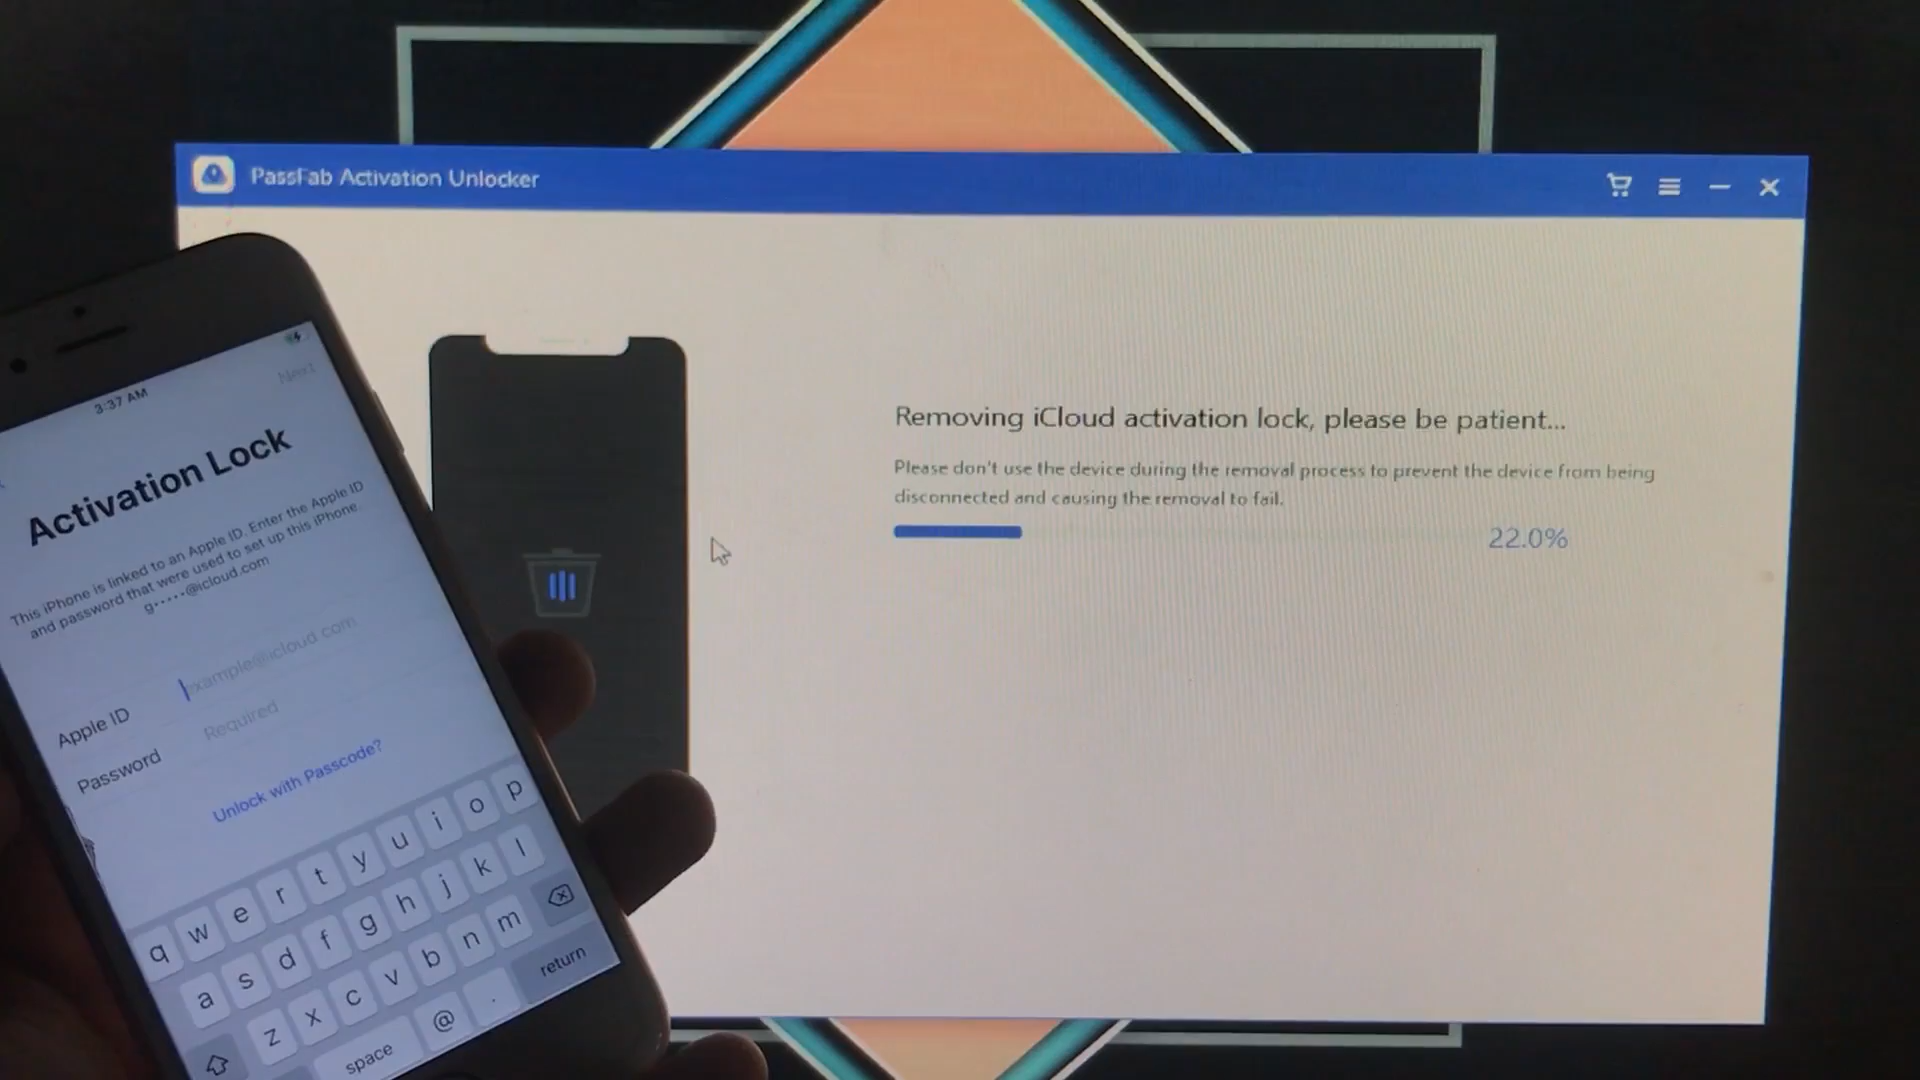 PassFab Activation Unlocker
Removing iCloud activation lock, please be patient...
Please don't use the device during the removal process to prevent the device from being
disconnected and causing the removal to fail.
22.0%
3:37 AM
Next
Activation Lock
This iPhone is linked to an Apple ID. Enter the Apple ID
and password that were used to set up this iPhone.
g•••••@icloud.com
Apple ID example@icloud.com
Password Required
Unlock with Passcode?
q w e r t y u i o p
a s d f g h j k l
z x c v b n m
space @ . return